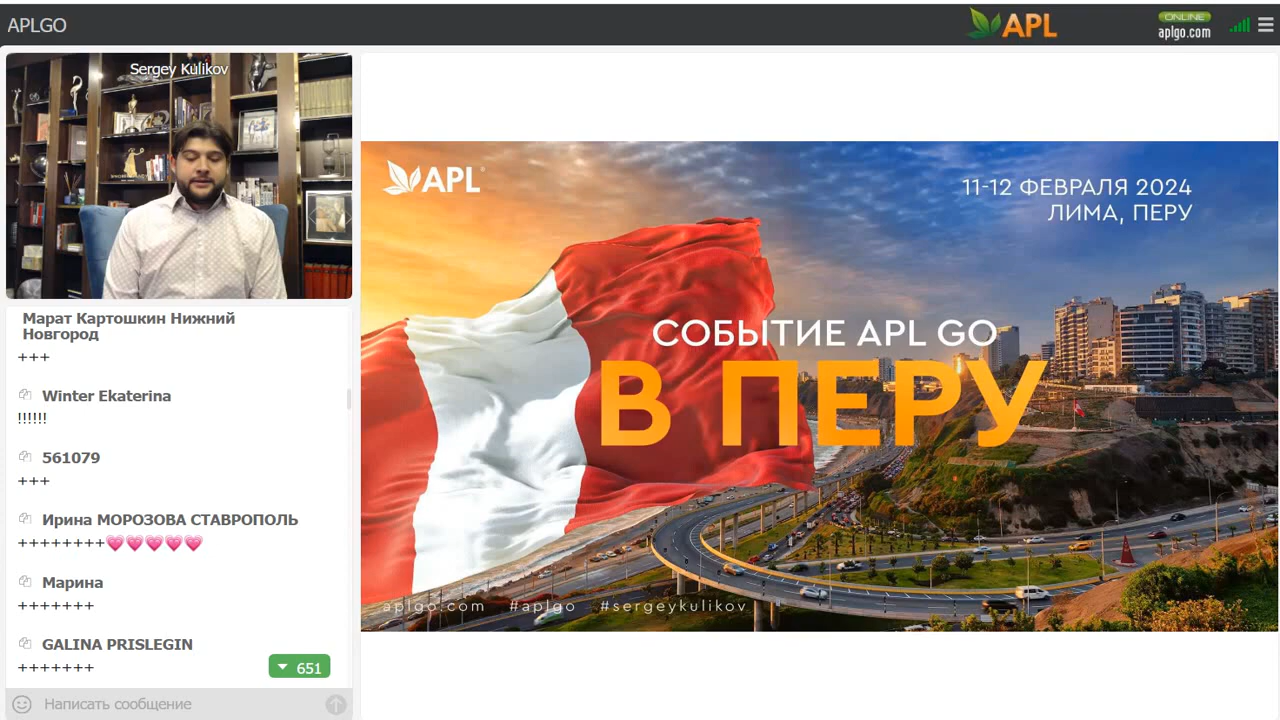 APLGO
APL
ONLINE
aplgo.com
Sergey Kulikov
Марат Картошкин Нижний
Новгород
+++
Winter Ekaterina
!!!!!!
561079
+++
Ирина МОРОЗОВА СТАВРОПОЛЬ
++++++++💗💗💗💗💗
Марина
+++++++
GALINA PRISLEGIN
+++++++
651
Написать сообщение
APL
11-12 ФЕВРАЛЯ 2024
ЛИМА, ПЕРУ
СОБЫТИЕ APL GO
В ПЕРУ
aplgo.com #aplgo #sergeykulikov